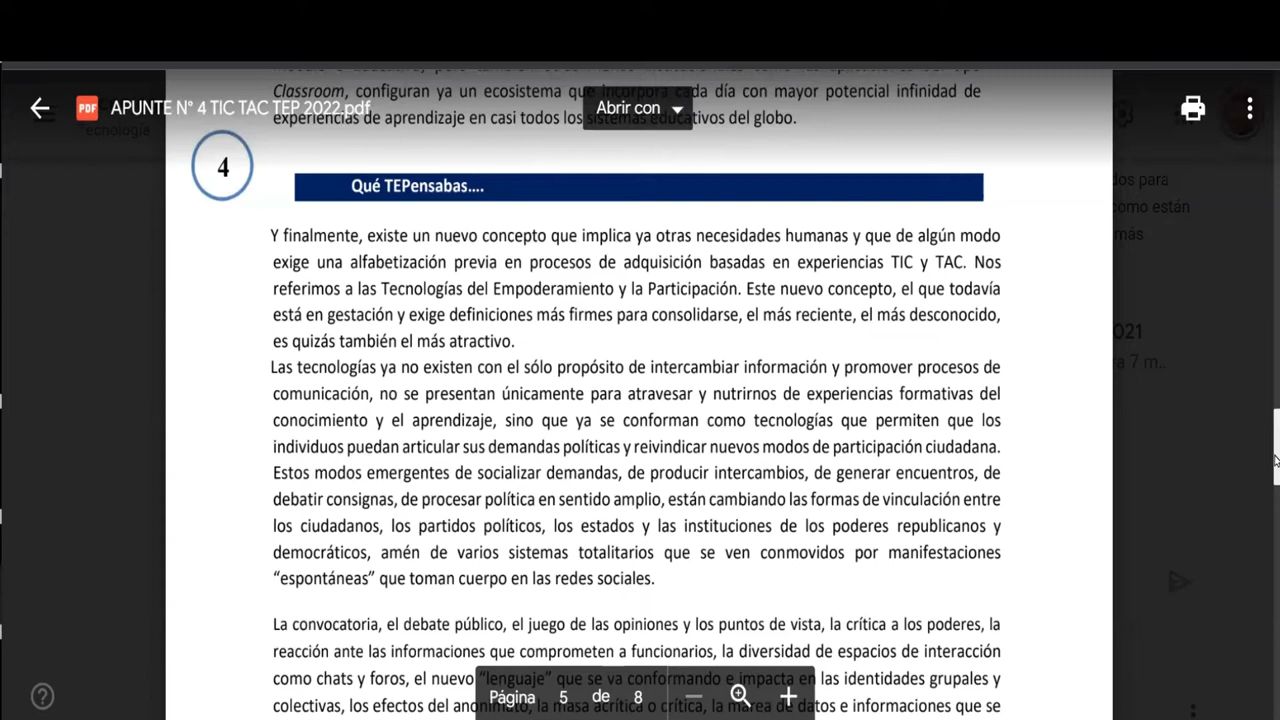 Classroom, configuran ya un ecosistema que incorpora cada día con mayor potencial infinidad de
APUNTE N° 4 TIC TAC TEP 2022.pdf
Abrir con
experiencias de aprendizaje en casi todos los sistemas educativos del globo.
Tecnología
4
Qué TEPensabas....
dos para
como están
más
Y finalmente, existe un nuevo concepto que implica ya otras necesidades humanas y que de algún modo
exige una alfabetización previa en procesos de adquisición basadas en experiencias TIC y TAC. Nos
referimos a las Tecnologías del Empoderamiento y la Participación. Este nuevo concepto, el que todavía
está en gestación y exige definiciones más firmes para consolidarse, el más reciente, el más desconocido,
es quizás también el más atractivo.
021
ra 7 m..
Las tecnologías ya no existen con el sólo propósito de intercambiar información y promover procesos de
comunicación, no se presentan únicamente para atravesar y nutrirnos de experiencias formativas del
conocimiento y el aprendizaje, sino que ya se conforman como tecnologías que permiten que los
individuos puedan articular sus demandas políticas y reivindicar nuevos modos de participación ciudadana.
Estos modos emergentes de socializar demandas, de producir intercambios, de generar encuentros, de
debatir consignas, de procesar política en sentido amplio, están cambiando las formas de vinculación entre
los ciudadanos, los partidos políticos, los estados y las instituciones de los poderes republicanos y
democráticos, amén de varios sistemas totalitarios que se ven conmovidos por manifestaciones
“espontáneas” que toman cuerpo en las redes sociales.
La convocatoria, el debate público, el juego de las opiniones y los puntos de vista, la crítica a los poderes, la
reacción ante las informaciones que comprometen a funcionarios, la diversidad de espacios de interacción
como chats y foros, el nuevo “lenguaje” que se va conformando e impacta en las identidades grupales y
Página 5 de 8
colectivas, los efectos del anonimato, la masa acrítica o crítica, la marea de datos e informaciones que se